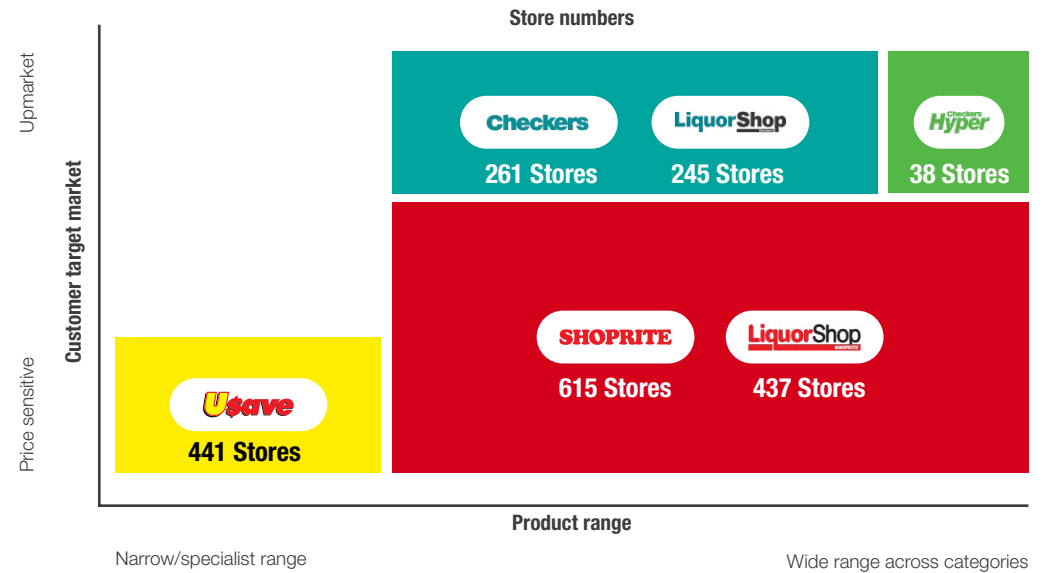 Store numbers
Upmarket
Customer target market
Price sensitive
Checkers
261 Stores
LiquorShop
245 Stores
Checkers
Hyper
38 Stores
SHOPRITE
615 Stores
LiquorShop
SHOPRITE
437 Stores
U$ave
441 Stores
Product range
Narrow/specialist range
Wide range across categories